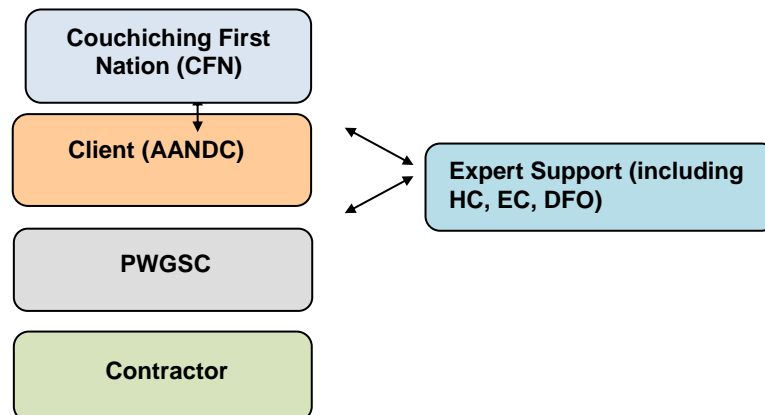 Couchiching First
Nation (CFN)
Client (AANDC)
Expert Support (including
HC, EC, DFO)
PWGSC
Contractor